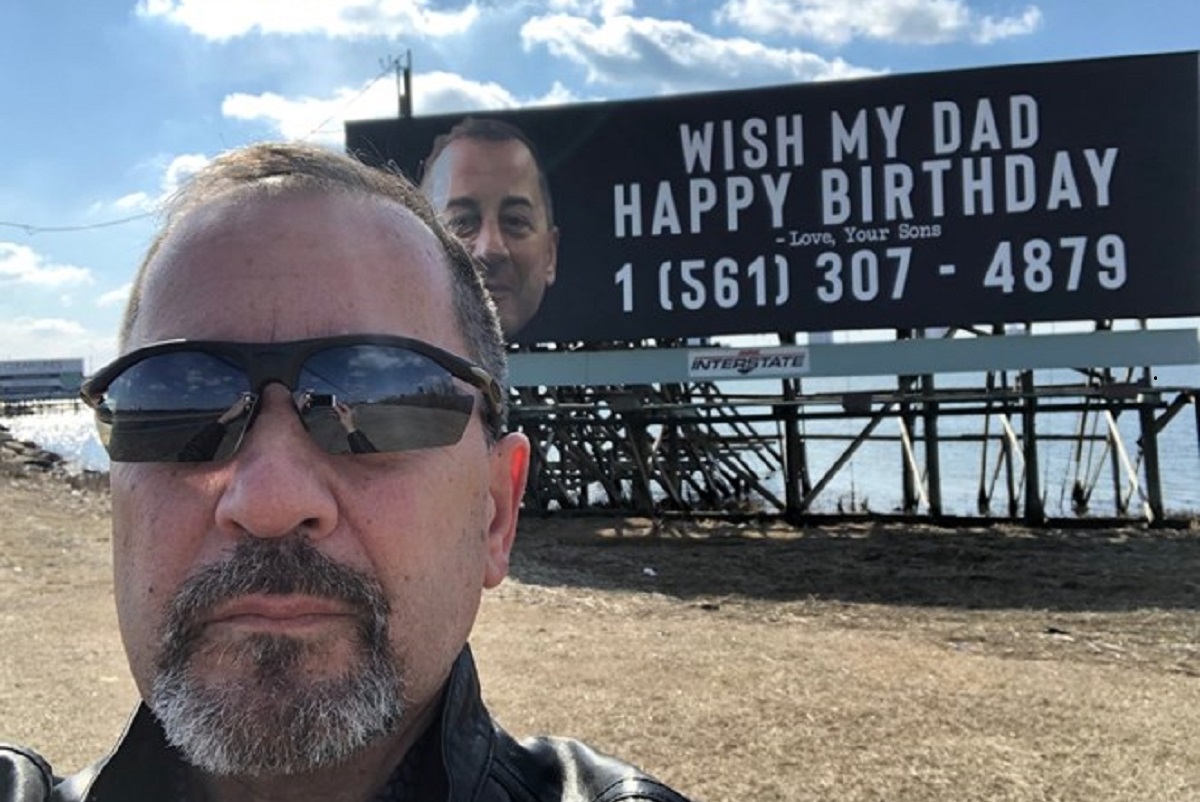 WISH MY DAD
HAPPY BIRTHDAY
- Love, Your Sons
1 (561) 307 - 4879
INTERSTATE